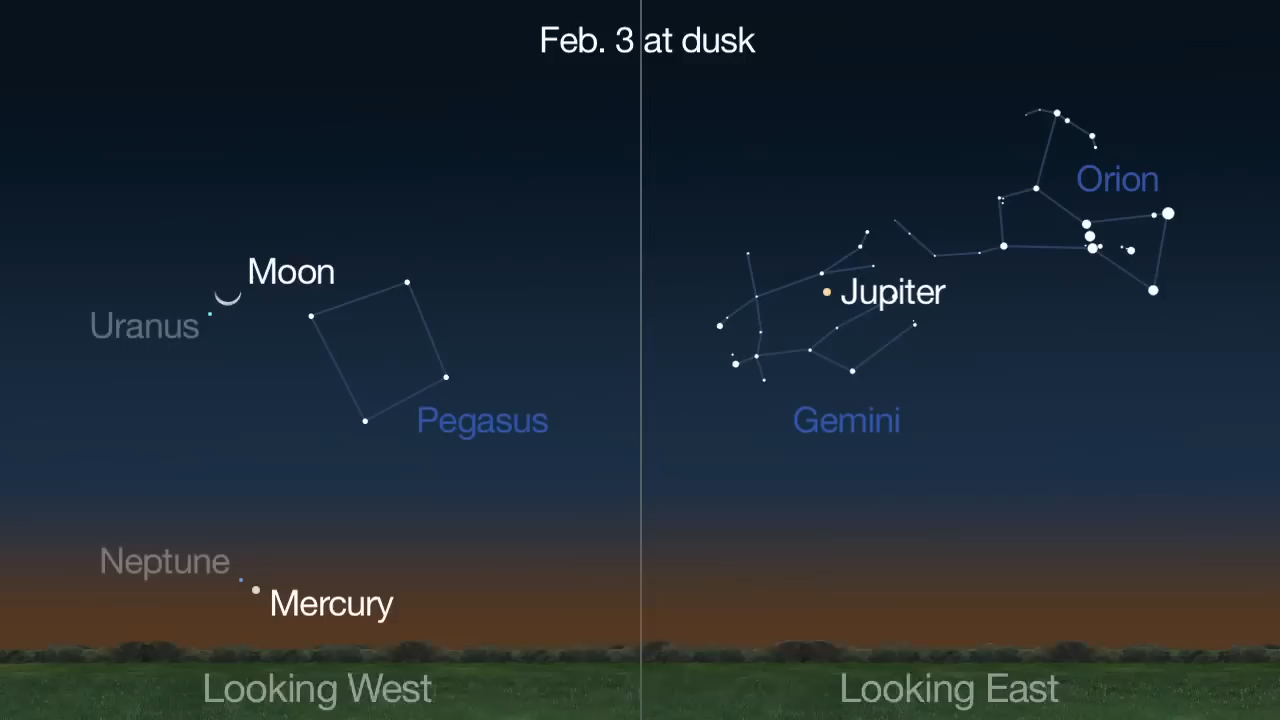 Feb. 3 at dusk
Moon
Uranus
Pegasus
Neptune
Mercury
Looking West
Orion
Jupiter
Gemini
Looking East